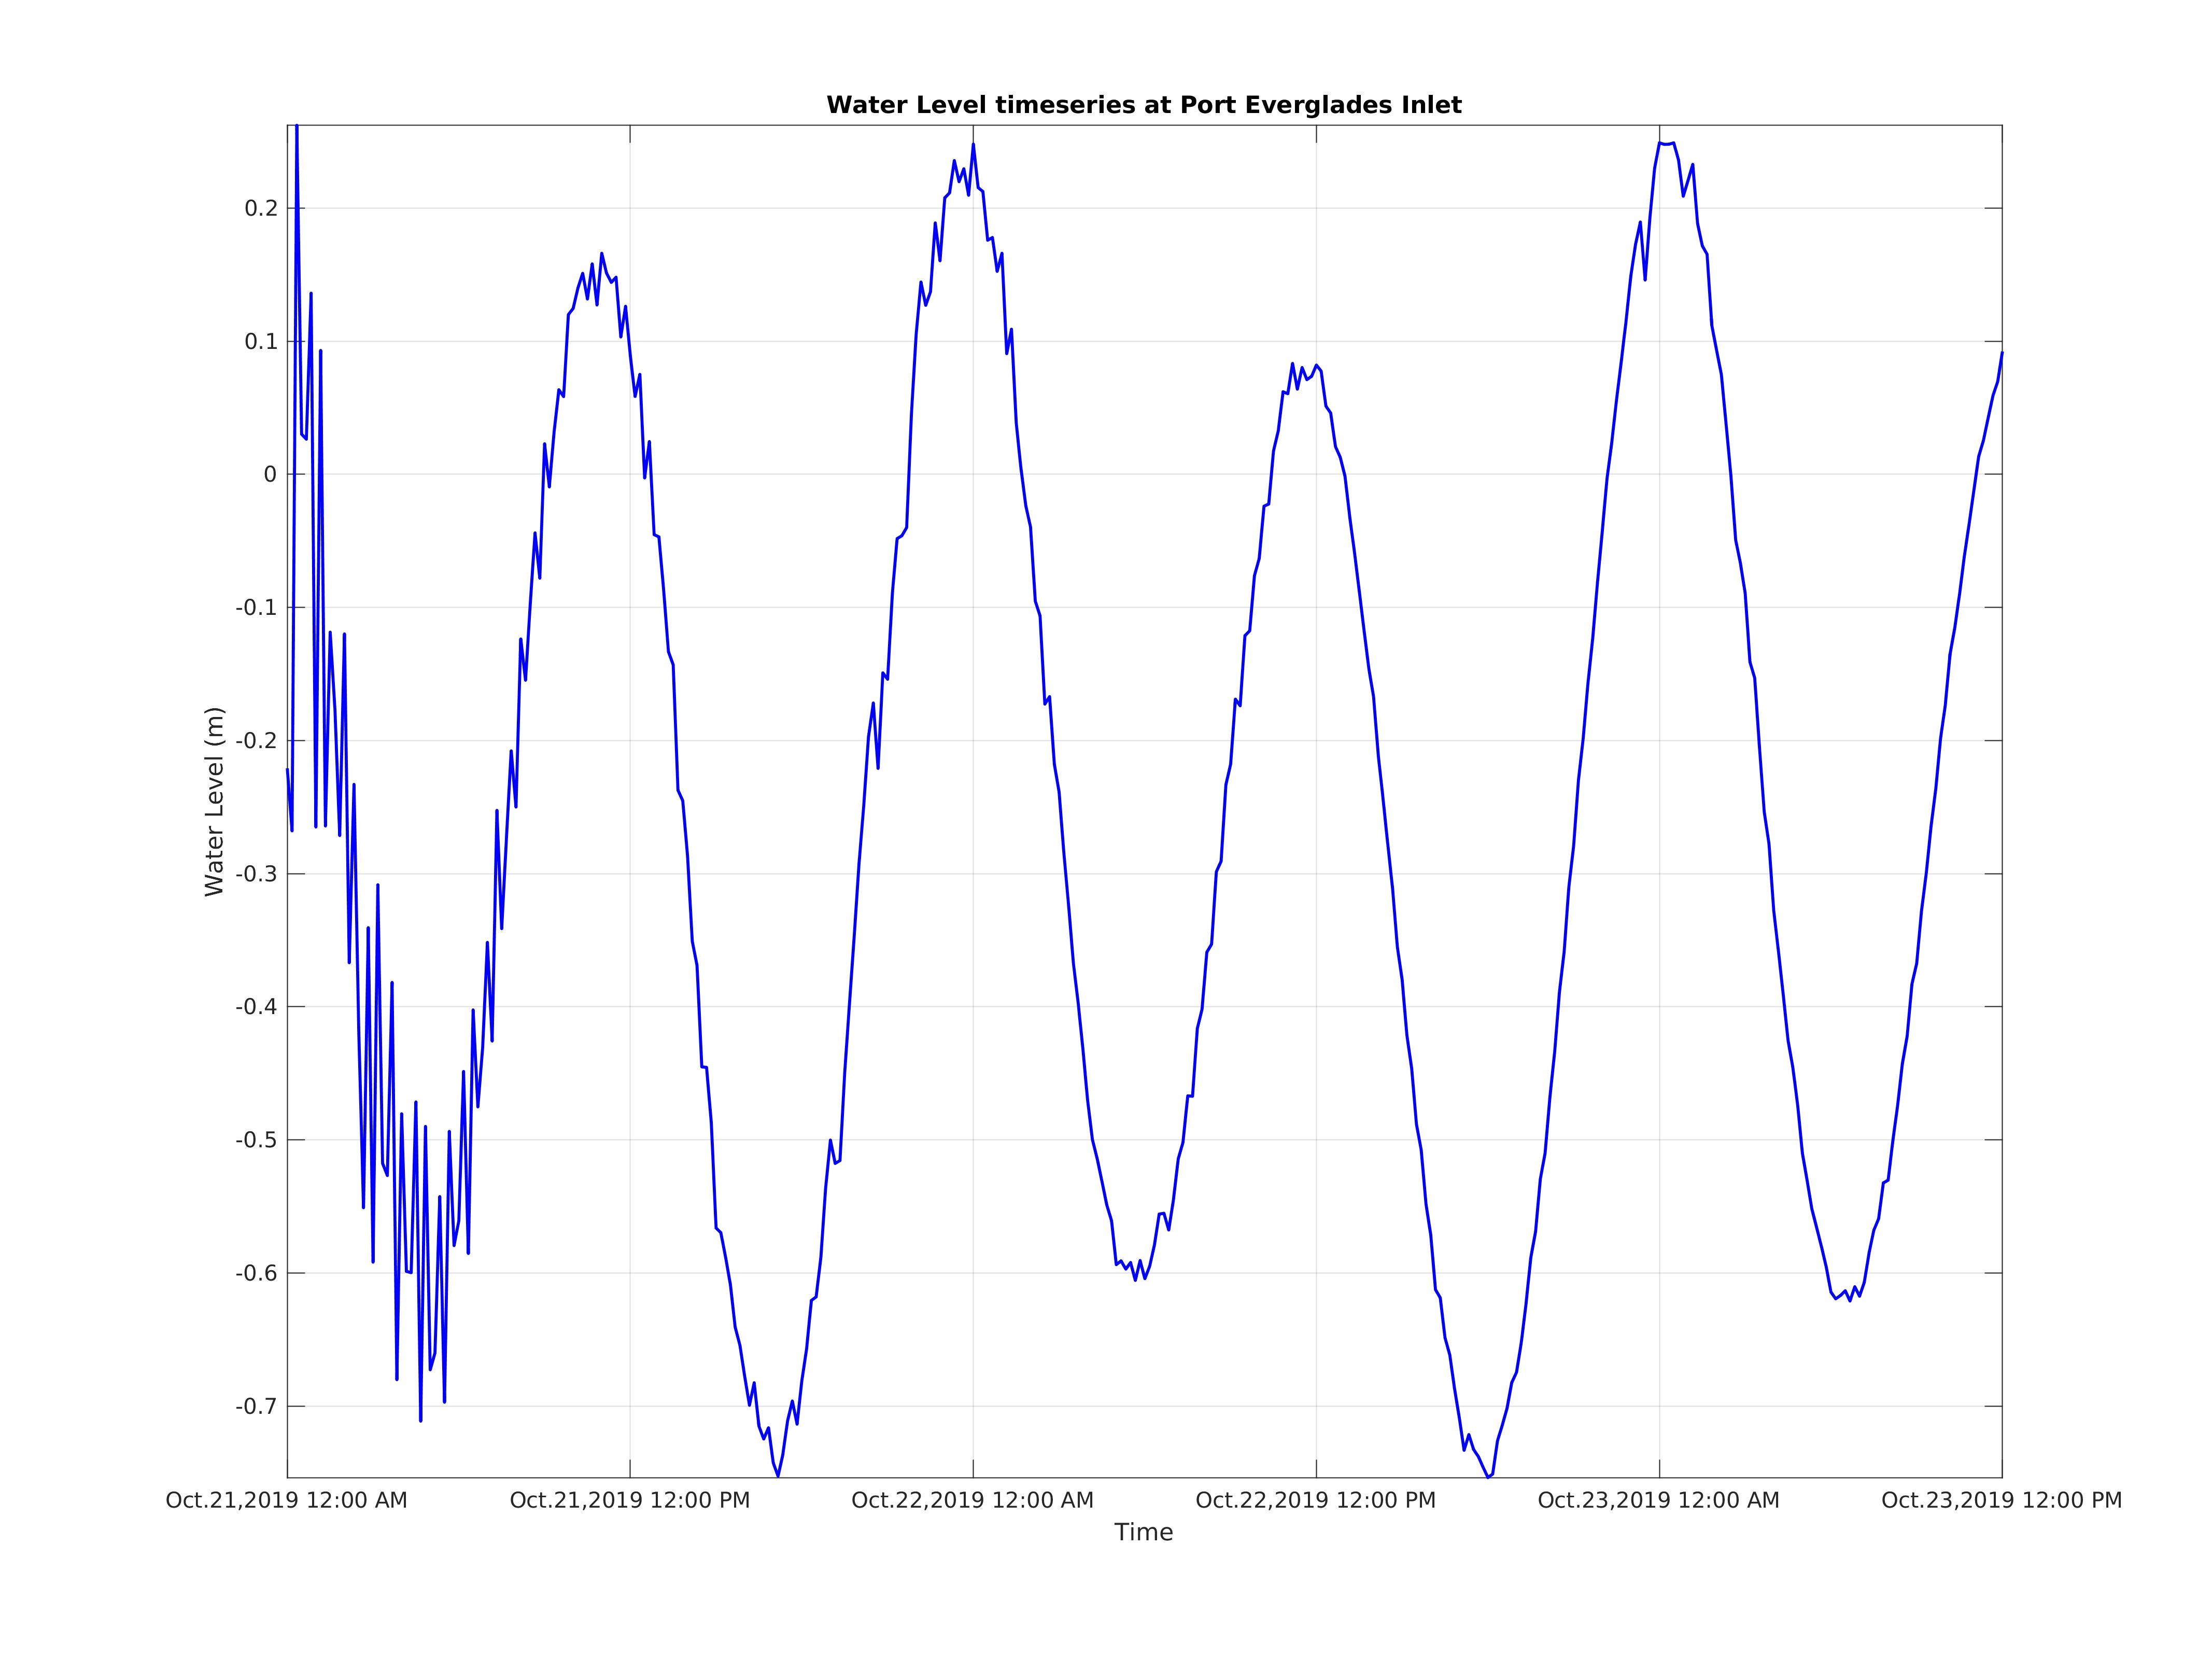 Water Level timeseries at Port Everglades Inlet
0.2
0.1
0
-0.1
-0.2
-0.3
-0.4
-0.5
-0.6
-0.7
Water Level (m)
Oct.21,2019 12:00 AM
Oct.21,2019 12:00 PM
Oct.22,2019 12:00 AM
Oct.22,2019 12:00 PM
Oct.23,2019 12:00 AM
Oct.23,2019 12:00 PM
Time